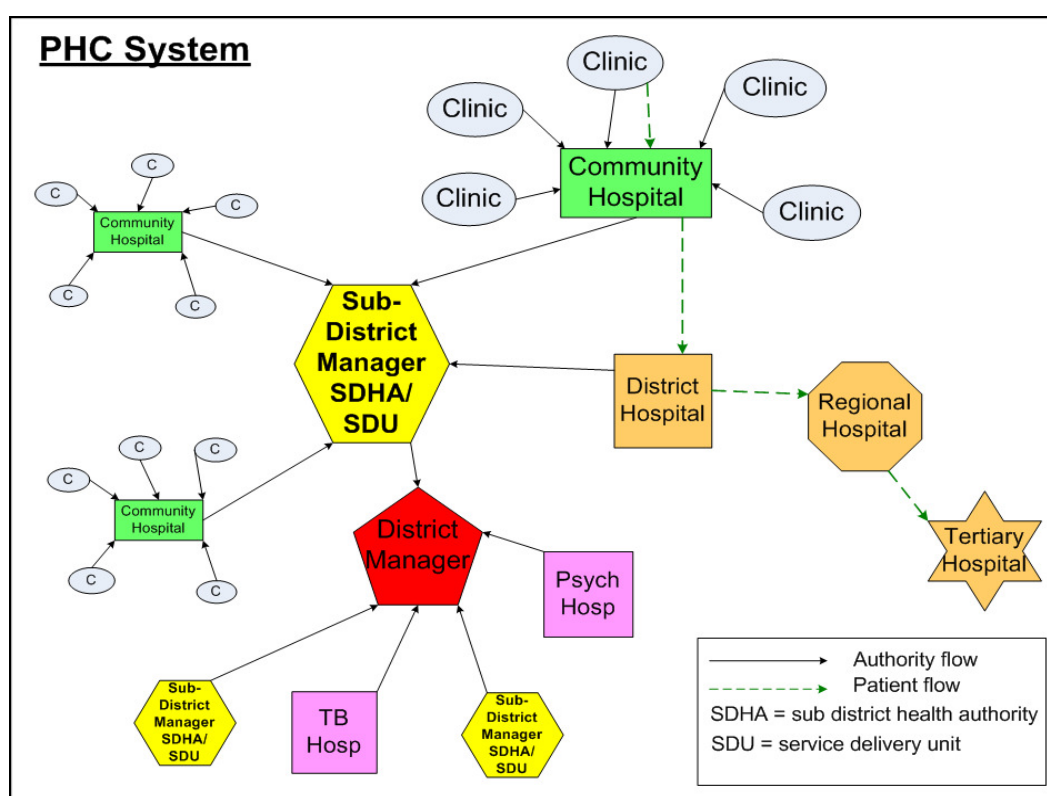 PHC System
Clinic
Clinic
Clinic
Clinic
Clinic
Community
Hospital
C
C
C
C
C
Community
Hospital
Sub-
District
Manager
SDHA/
SDU
District
Hospital
Regional
Hospital
Tertiary
Hospital
C
C
C
C
C
Community
Hospital
District
Manager
Psych
Hosp
Sub-
District
Manager
SDHA/
SDU
TB
Hosp
Sub-
District
Manager
SDHA/
SDU
Authority flow
Patient flow
SDHA = sub district health authority
SDU = service delivery unit